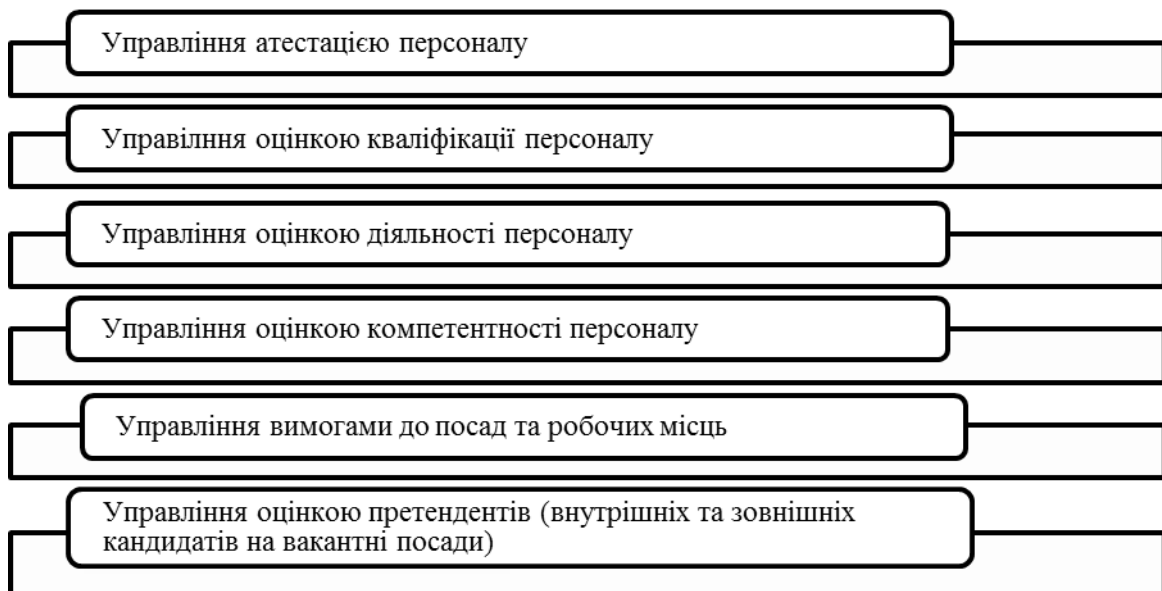 Управління атестацією персоналу
Управілння оцінкою кваліфікації персоналу
Управління оцінкою діяльності персоналу
Управління оцінкою компетентності персоналу
Управління вимогами до посад та робочих місць
Управління оцінкою претендентів (внутрішніх та зовнішніх
кандидатів на вакантні посади)